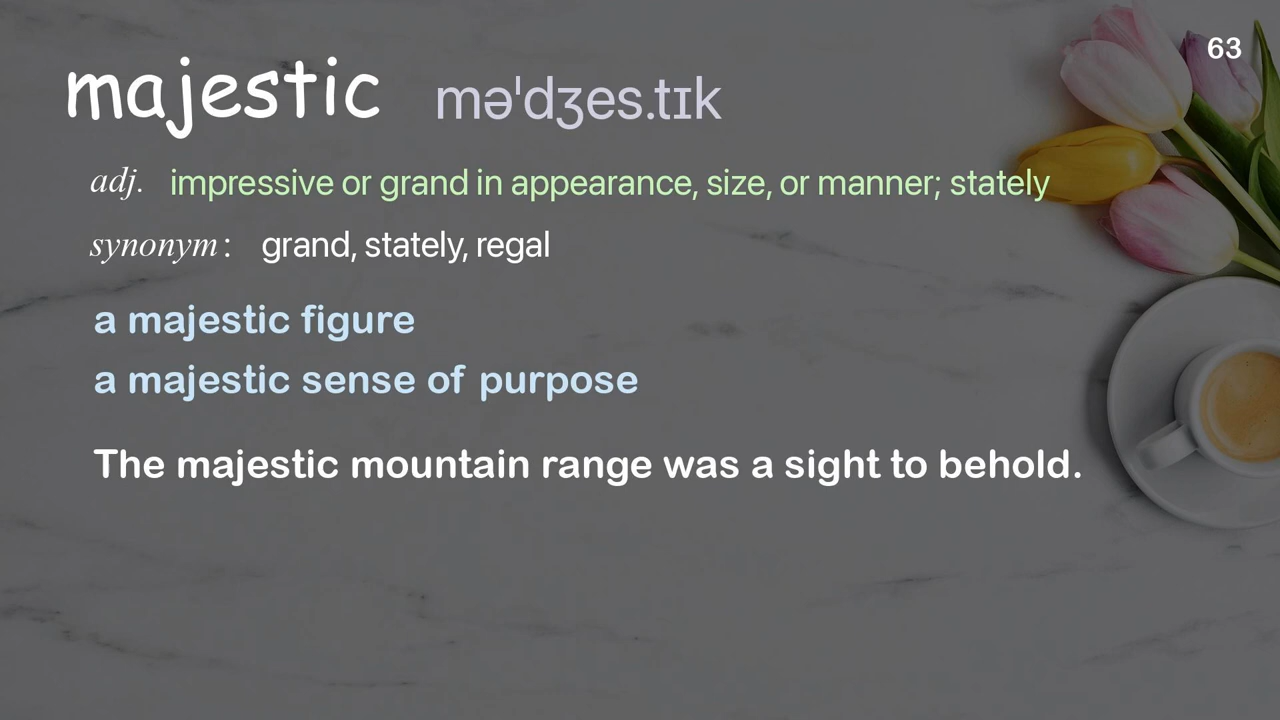 63
majestic məˈdʒes.tɪk
adj. impressive or grand in appearance, size, or manner; stately
synonym: grand, stately, regal
a majestic figure
a majestic sense of purpose
The majestic mountain range was a sight to behold.